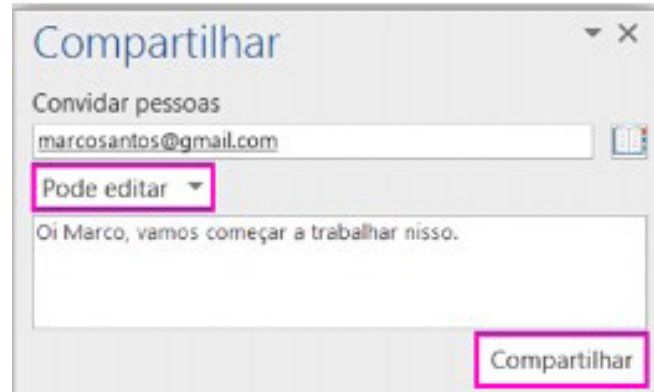 Compartilhar
Convidar pessoas
marcosantos@gmail.com
Pode editar
Oi Marco, vamos começar a trabalhar nisso.
Compartilhar